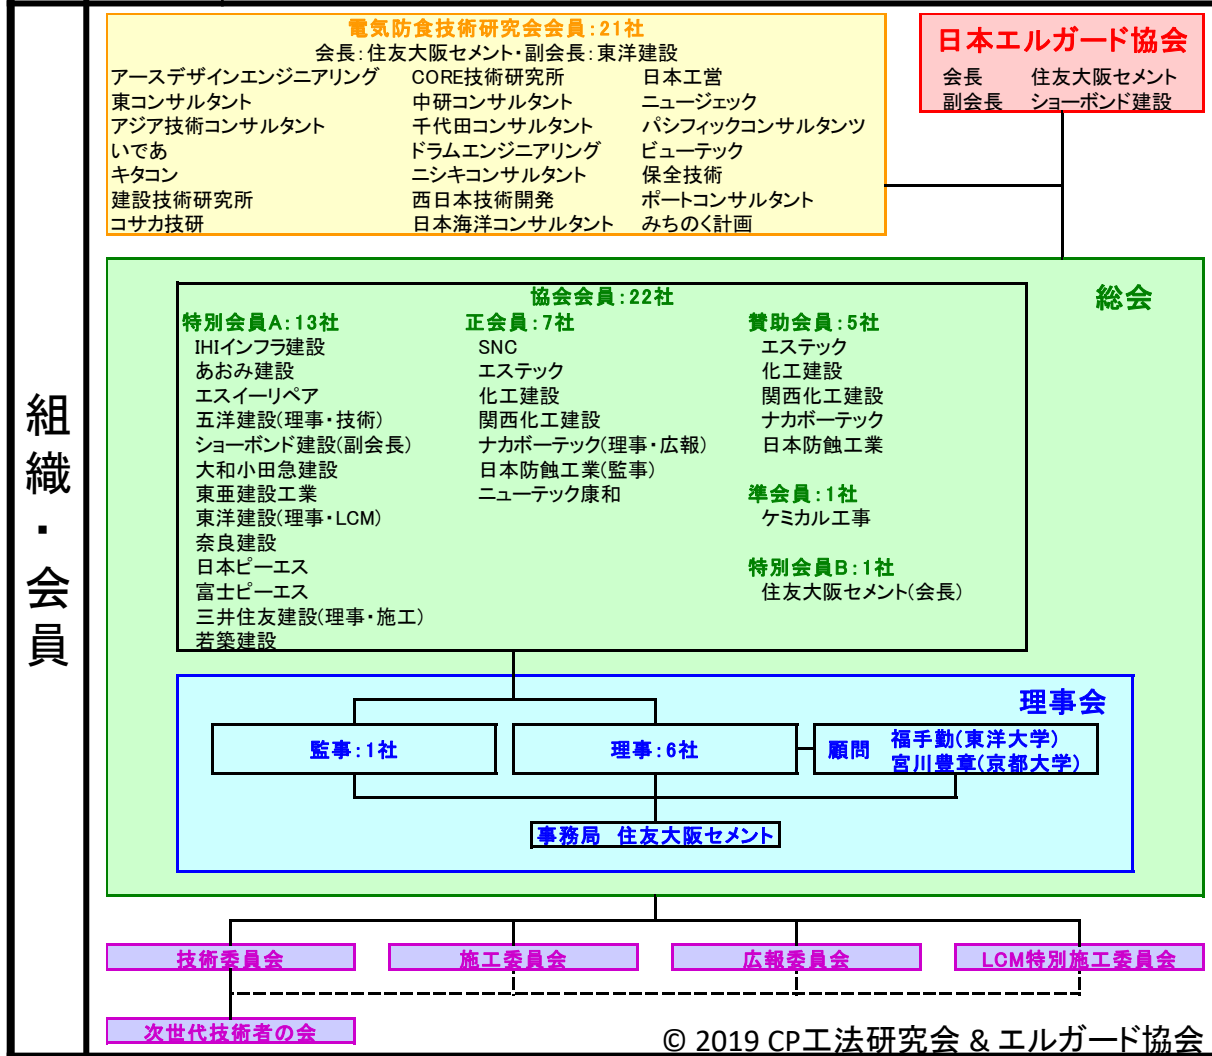 組織・会員
電気防食技術研究会会員：21社
会長：住友大阪セメント・副会長：東洋建設
アースデザインエンジニアリング CORE技術研究所 日本工営
東コンサルタント 中研コンサルタント ニュージェック
アジア技術コンサルタント 千代田コンサルタント パシフィックコンサルタンツ
いであ ドラムエンジニアリング ビューテック
キタコン ニシキコンサルタント 保全技術
建設技術研究所 西日本技術開発 ポートコンサルタント
コサカ技研 日本海洋コンサルタント みちのく計画
日本エルガード協会
会長 住友大阪セメント
副会長 ショーボンド建設
総会
協会会員：22社
特別会員A：13社
IHIインフラ建設
あおみ建設
エスイーリペア
五洋建設(理事・技術)
ショーボンド建設(副会長)
大和小田急建設
東亜建設工業
東洋建設(理事・LCM)
奈良建設
日本ピーエス
富士ピーエス
三井住友建設(理事・施工)
若築建設
正会員：7社
SNC
エステック
化工建設
関西化工建設
ナカボーテック(理事・広報)
日本防蝕工業(監事)
ニューテック康和
賛助会員：5社
エステック
化工建設
関西化工建設
ナカボーテック
日本防蝕工業
準会員：1社
ケミカル工事
特別会員B：1社
住友大阪セメント(会長)
理事会
監事：1社
理事：6社
顧問 福手勤(東洋大学)
宮川豊章(京都大学)
事務局 住友大阪セメント
技術委員会
施工委員会
広報委員会
LCM特別施工委員会
次世代技術者の会
© 2019 CP工法研究会 & エルガード協会